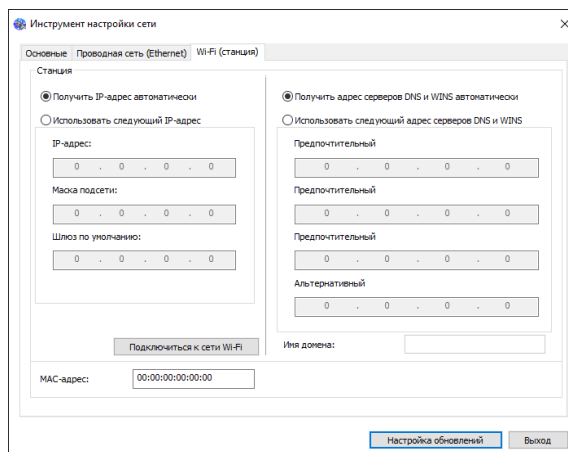 Инструмент настройки сети
Основные Проводная сеть (Ethernet) Wi-Fi (станция)
Станция
Получить IP-адрес автоматически
Использовать следующий IP-адрес
IP-адрес:
0 . 0 . 0 . 0
Маска подсети:
0 . 0 . 0 . 0
Шлюз по умолчанию:
0 . 0 . 0 . 0
Подключиться к сети Wi-Fi
Получить адрес серверов DNS и WINS автоматически
Использовать следующий адрес серверов DNS и WINS
Предпочтительный
0 . 0 . 0 . 0
Предпочтительный
0 . 0 . 0 . 0
Предпочтительный
0 . 0 . 0 . 0
Альтернативный
0 . 0 . 0 . 0
Имя домена:
MAC-адрес: 00:00:00:00:00:00
Настройка обновлений Выход